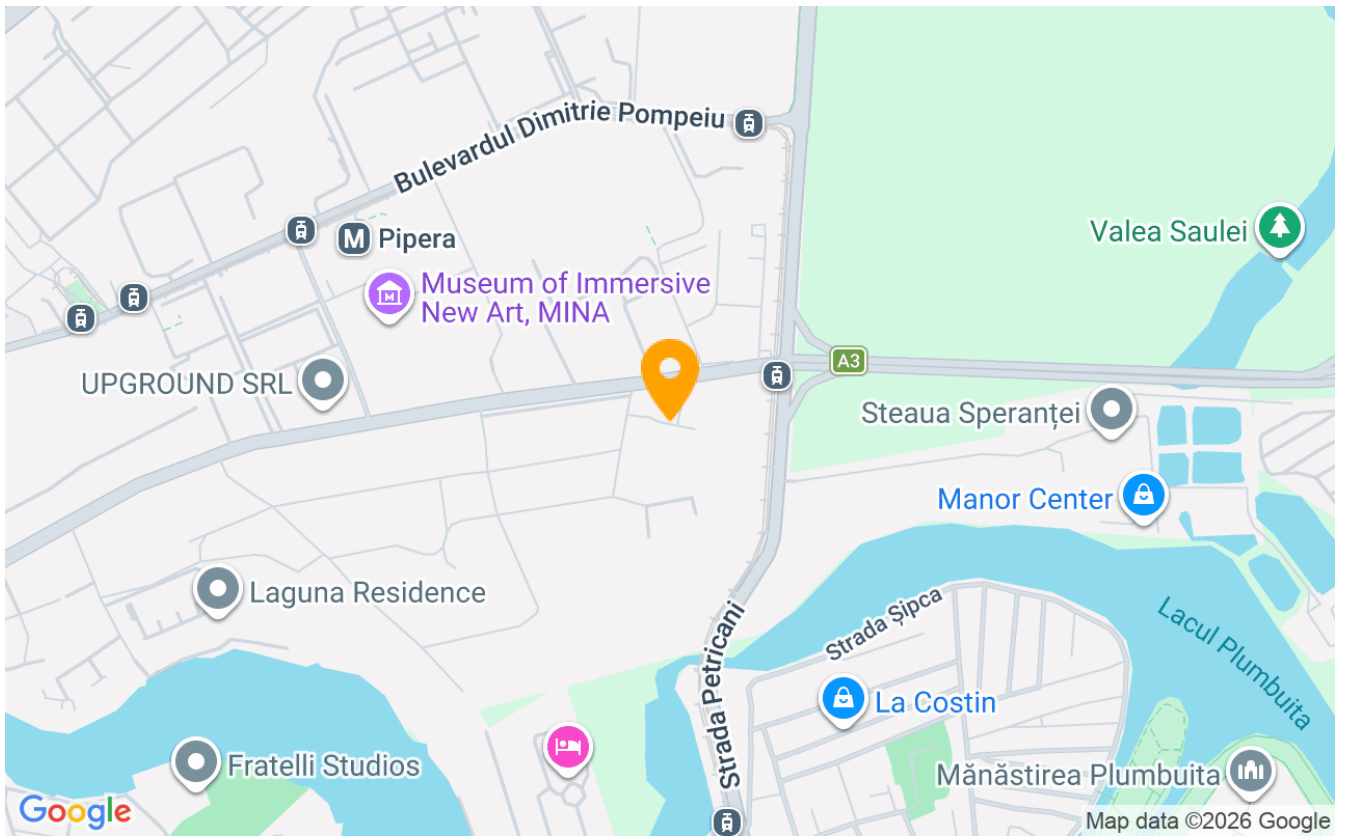 Bulevardul Dimitrie Pompeiu
M
Pipera
Valea Saulei
Museum of Immersive
New Art, MINA
M
A3
UPGROUND SRL
Steaua Speranței
Manor Center
Laguna Residence
Strada Șipca
Lacul Plumbuita
Strada Petricani
La Costin
Fratelli Studios
Mănăstirea Plumbuita
Google
Map data ©2026 Google